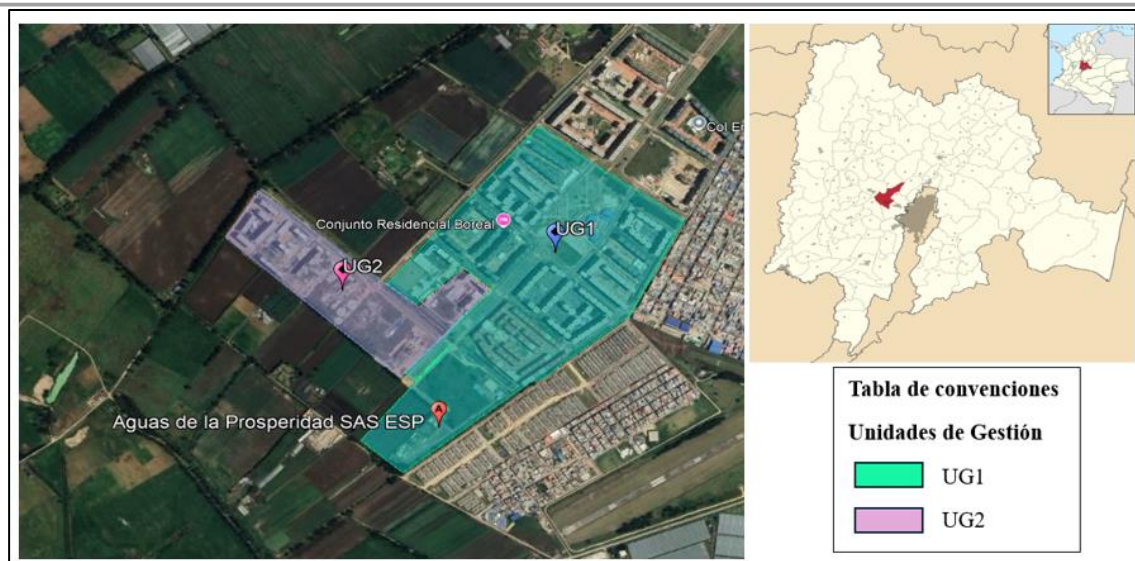 Col
Conjunto Residencial Boreal
UG1
UG2
A
Aguas de la Prosperidad SAS ESP
Tabla de convenciones
Unidades de Gestión
UG1
UG2